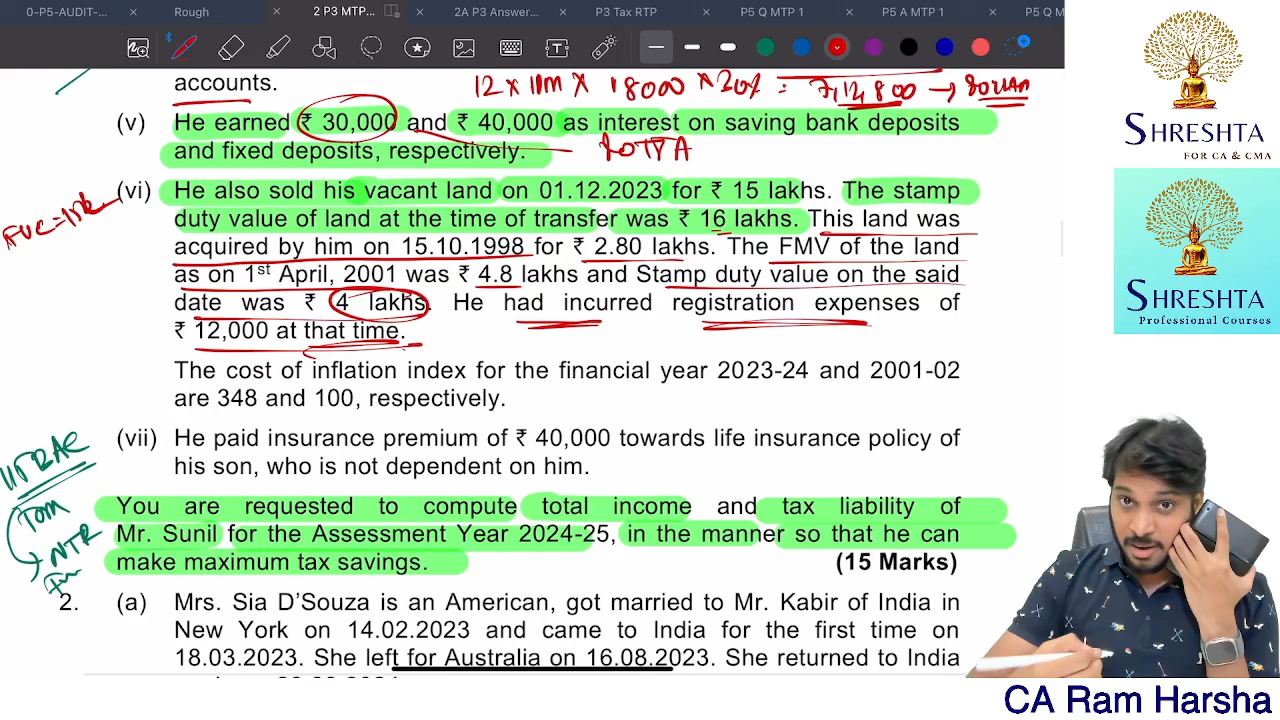 0-P5-AUDIT-
Rough
2 P3 MTP...
2A P3 Answer...
P3 Tax RTP
P5 Q MTP 1
P5 A MTP 1
P5 Q M
accounts.
(v) He earned ₹ 30,000 and ₹ 40,000 as interest on saving bank deposits
and fixed deposits, respectively.
(vi) He also sold his vacant land on 01.12.2023 for ₹ 15 lakhs. The stamp
duty value of land at the time of transfer was ₹ 16 lakhs. This land was
acquired by him on 15.10.1998 for ₹ 2.80 lakhs. The FMV of the land
as on 1st April, 2001 was ₹ 4.8 lakhs and Stamp duty value on the said
date was ₹ 4 lakhs. He had incurred registration expenses of
₹ 12,000 at that time.
The cost of inflation index for the financial year 2023-24 and 2001-02
are 348 and 100, respectively.
(vii) He paid insurance premium of ₹ 40,000 towards life insurance policy of
his son, who is not dependent on him.
You are requested to compute total income and tax liability of
Mr. Sunil for the Assessment Year 2024-25, in the manner so that he can
make maximum tax savings. (15 Marks)
2. (a) Mrs. Sia D'Souza is an American, got married to Mr. Kabir of India in
New York on 14.02.2023 and came to India for the first time on
18.03.2023. She left for Australia on 16.08.2023. She returned to India
SHRESHTA
FOR CA & CMA
SHRESHTA
Professional Courses
CA Ram Harsha